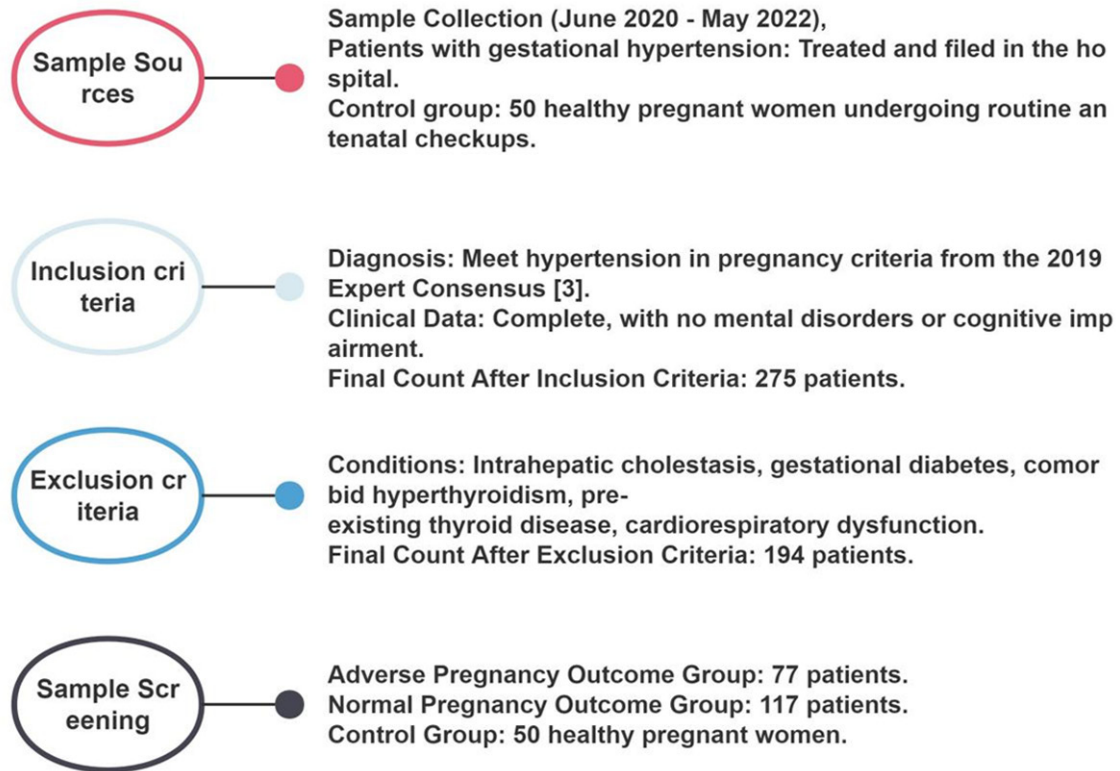 Sample Sou
rces
Sample Collection (June 2020 - May 2022),
Patients with gestational hypertension: Treated and filed in the ho
spital.
Control group: 50 healthy pregnant women undergoing routine an
tenatal checkups.
Inclusion cri
teria
Diagnosis: Meet hypertension in pregnancy criteria from the 2019
Expert Consensus [3].
Clinical Data: Complete, with no mental disorders or cognitive imp
airment.
Final Count After Inclusion Criteria: 275 patients.
Exclusion cr
iteria
Conditions: Intrahepatic cholestasis, gestational diabetes, comor
bid hyperthyroidism, pre-
existing thyroid disease, cardiorespiratory dysfunction.
Final Count After Exclusion Criteria: 194 patients.
Sample Scr
eening
Adverse Pregnancy Outcome Group: 77 patients.
Normal Pregnancy Outcome Group: 117 patients.
Control Group: 50 healthy pregnant women.